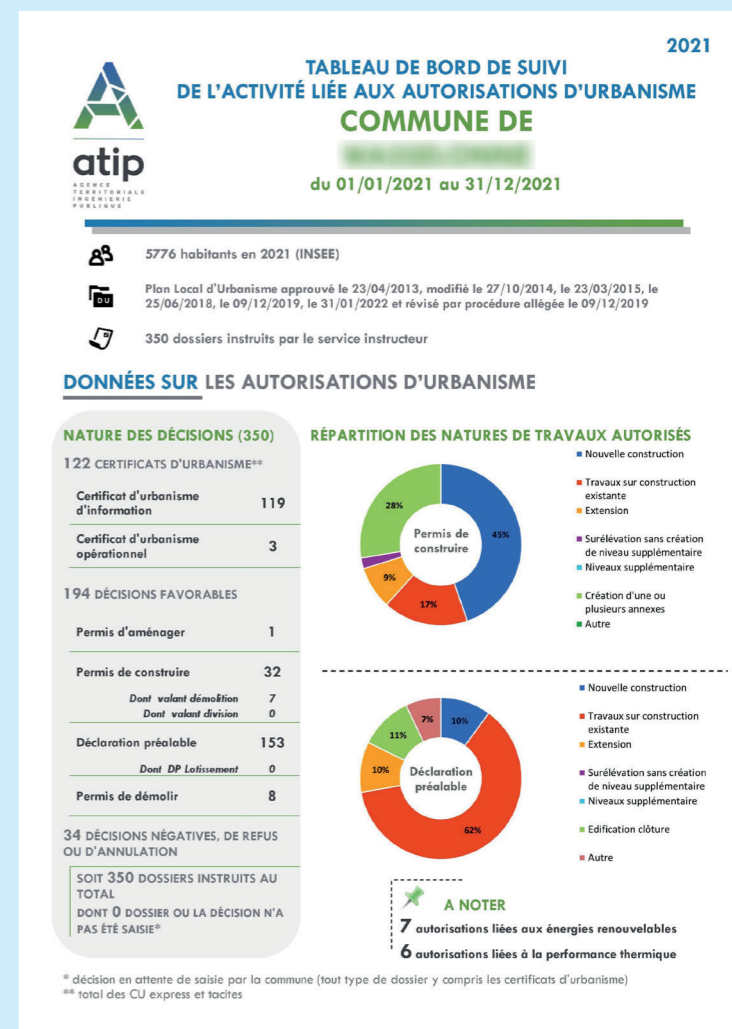 2021
TABLEAU DE BORD DE SUIVI
DE L'ACTIVITÉ LIÉE AUX AUTORISATIONS D'URBANISME
COMMUNE DE
du 01/01/2021 au 31/12/2021
atip
AGENCE
TERRITORIALE
INGÉNIERIE
PUBLIQUE
5776 habitants en 2021 (INSEE)
DU
Plan Local d'Urbanisme approuvé le 23/04/2013, modifié le 27/10/2014, le 23/03/2015, le
25/06/2018, le 09/12/2019, le 31/01/2022 et révisé par procédure allégée le 09/12/2019
350 dossiers instruits par le service instructeur
DONNÉES SUR LES AUTORISATIONS D'URBANISME
NATURE DES DÉCISIONS (350)
122 CERTIFICATS D'URBANISME**
Certificat d'urbanisme
d'information 119
Certificat d'urbanisme
opérationnel 3
194 DÉCISIONS FAVORABLES
Permis d'aménager 1
Permis de construire 32
Dont valant démolition 7
Dont valant division 0
Déclaration préalable 153
Dont DP Lotissement 0
Permis de démolir 8
34 DÉCISIONS NÉGATIVES, DE REFUS
OU D'ANNULATION
SOIT 350 DOSSIERS INSTRUITS AU
TOTAL
DONT 0 DOSSIER OU LA DÉCISION N'A
PAS ÉTÉ SAISIE*
RÉPARTITION DES NATURES DE TRAVAUX AUTORISÉS
Permis de
construire
45%
17%
9%
28%
Nouvelle construction
Travaux sur construction
existante
Extension
Surélévation sans création
de niveau supplémentaire
Niveaux supplémentaire
Création d'une ou
plusieurs annexes
Autre
Déclaration
préalable
10%
62%
10%
11%
7%
Nouvelle construction
Travaux sur construction
existante
Extension
Surélévation sans création
de niveau supplémentaire
Niveaux supplémentaire
Edification clôture
Autre
A NOTER
7 autorisations liées aux énergies renouvelables
6 autorisations liées à la performance thermique
* décision en attente de saisie par la commune (tout type de dossier y compris les certificats d'urbanisme)
** total des CU express et tacites